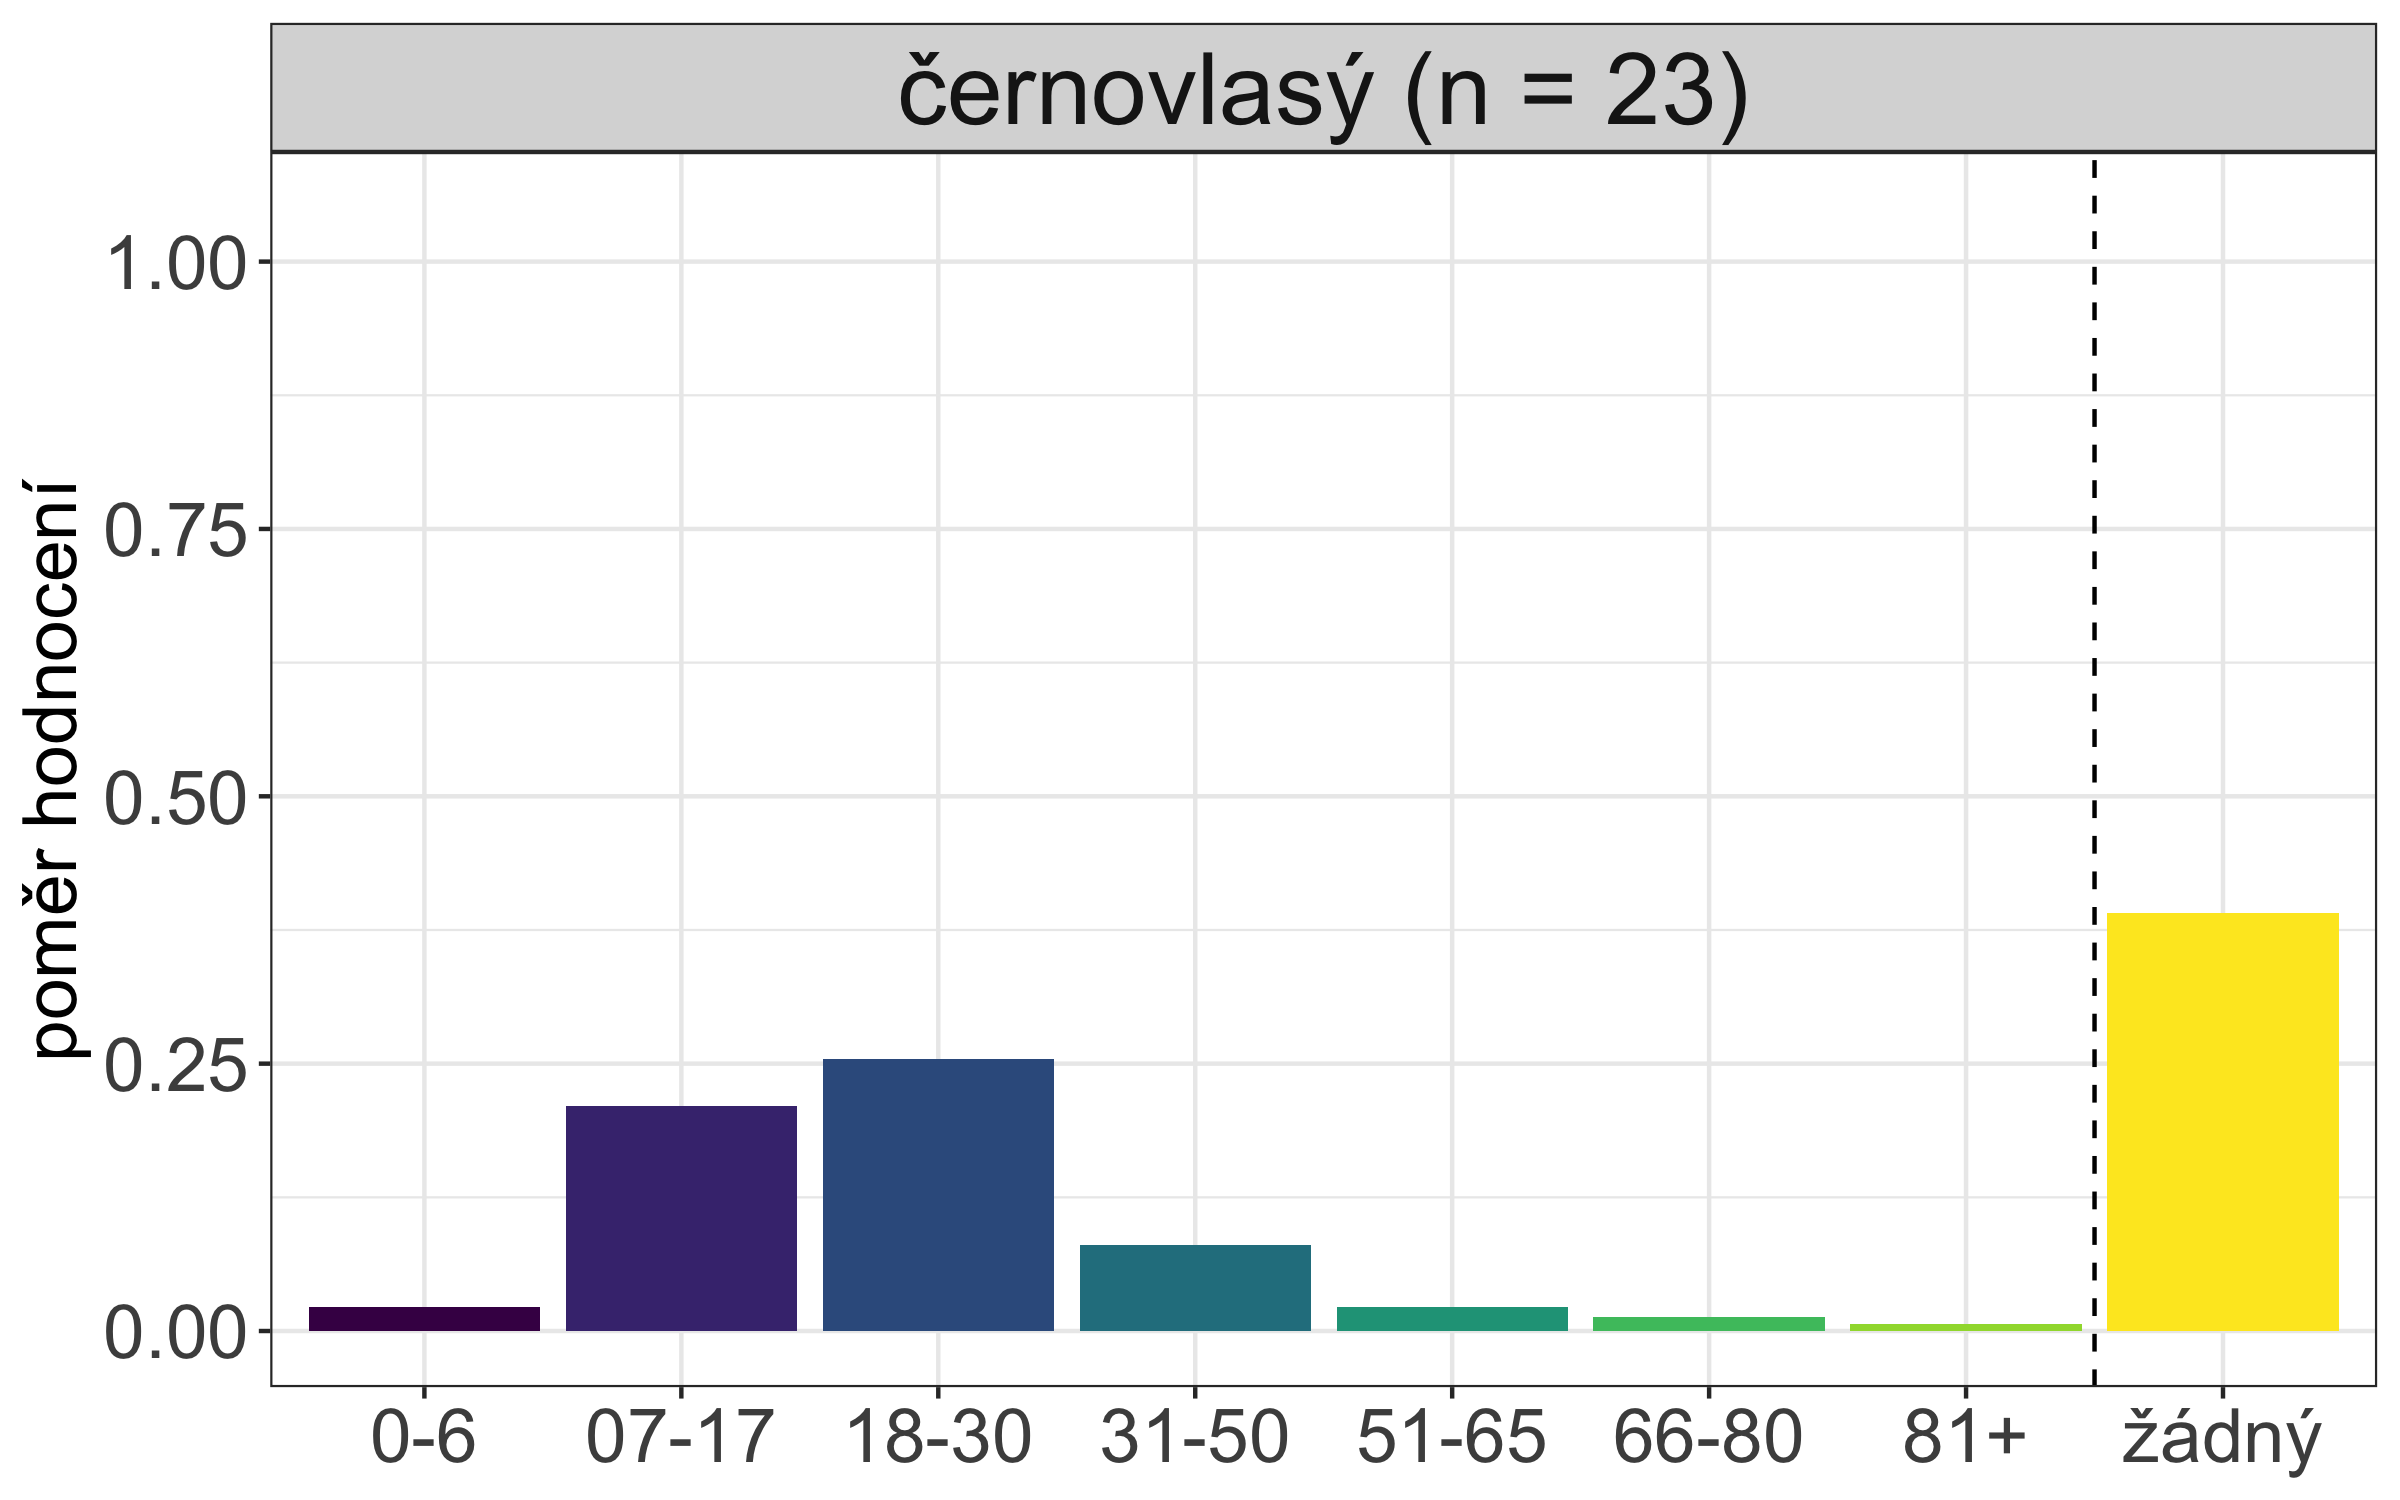 černovlasý (n = 23)
poměr hodnocení
1.00
0.75
0.50
0.25
0.00
0-6 07-17 18-30 31-50 51-65 66-80 81+ žádný